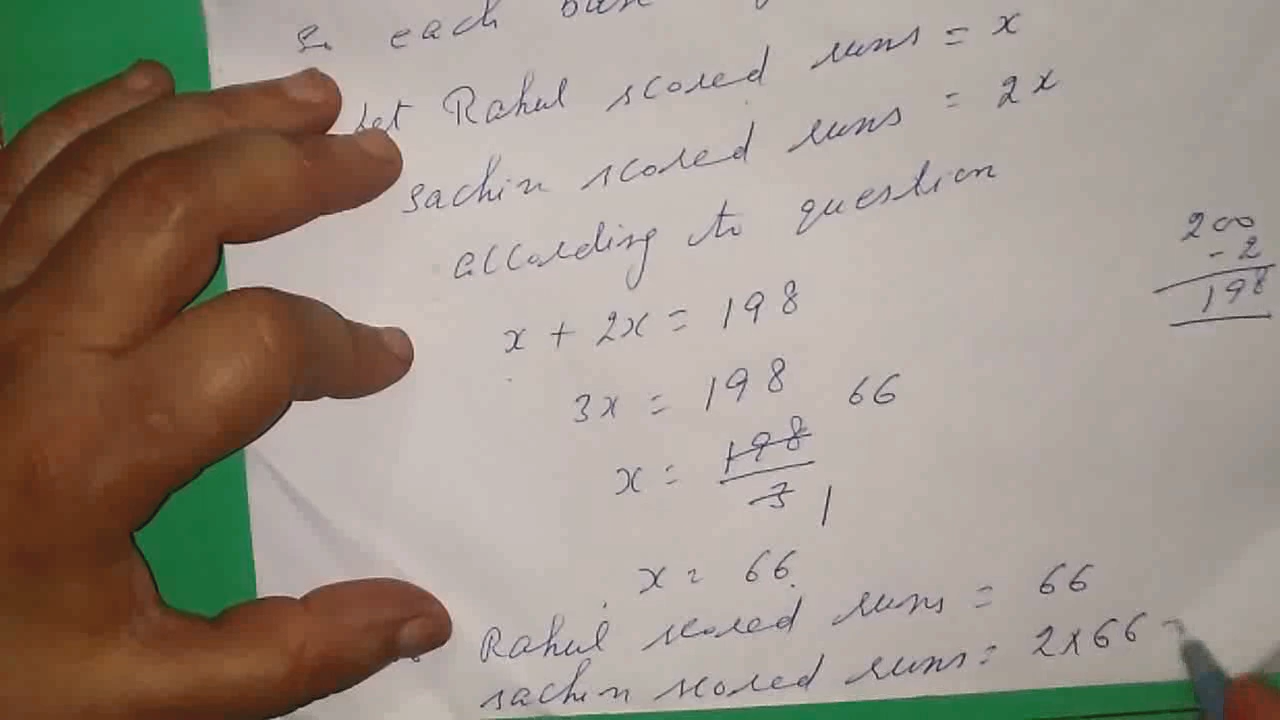 each
Let Rahul scored runs = x
sachin scored runs = 2x
according to question
x + 2x = 198
3x = 198
x = 198/3 66 1
x = 66
Rahul scored runs = 66
sachin scored runs = 2x66 =
200
- 2
198